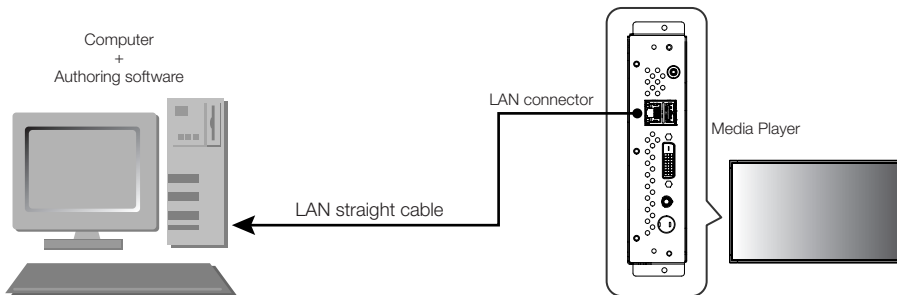 Computer
+
Authoring software
LAN connector
Media Player
LAN straight cable